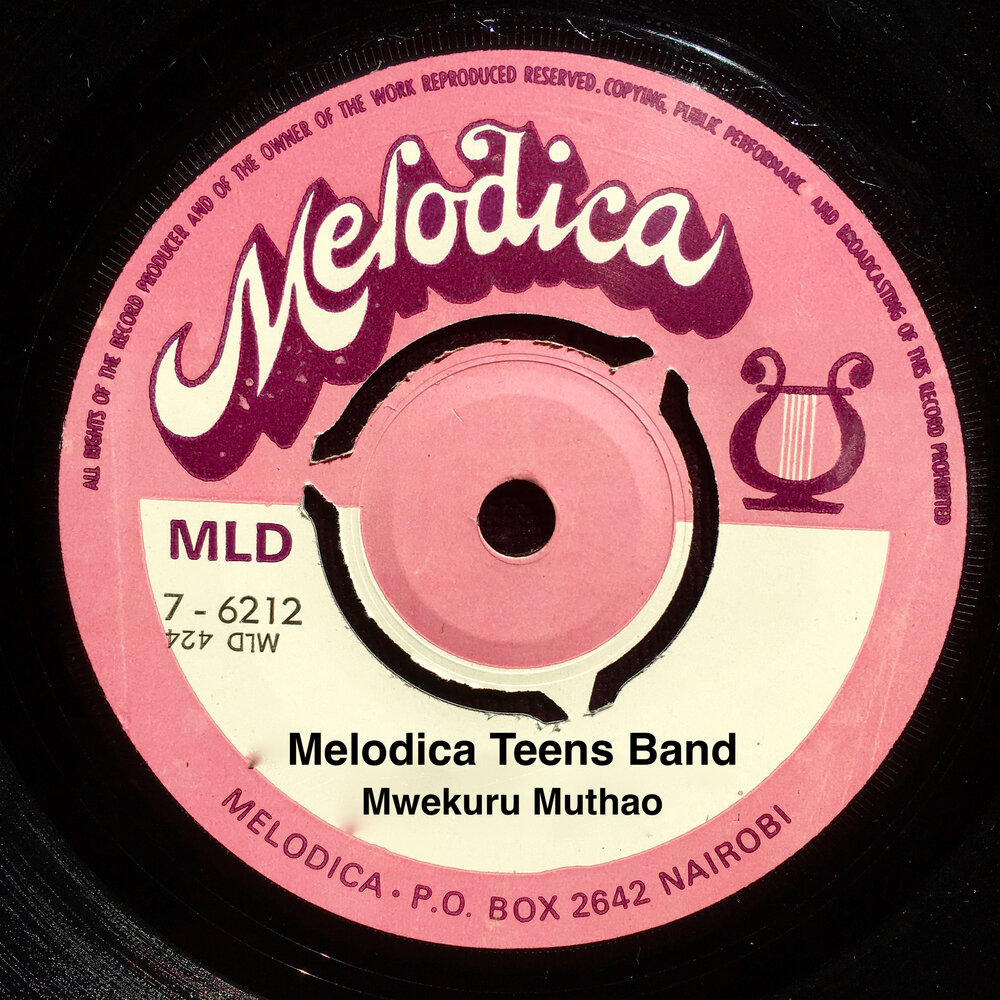 ALL RIGHTS OF THE RECORD PRODUCER AND OF THE OWNER OF THE WORK REPRODUCED RESERVED. COPYING, PUBLIC PERFORMANC AND BROADCASTING OF THIS RECORD PROHIBITED
Melodica
MLD
7 - 6212
MLD 424
Melodica Teens Band
Mwekuru Muthao
MELODICA · P.O. BOX 2642 NAIROBI